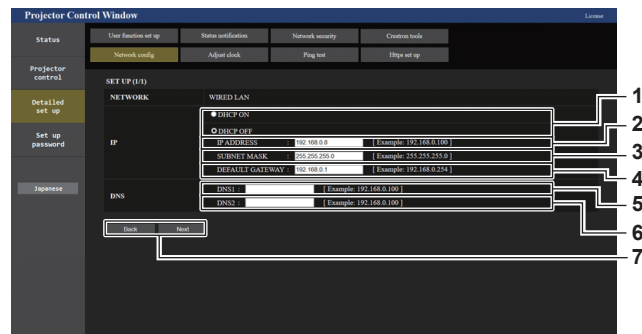 Projector Control Window
License
Status
User function set up
Status notification
Network security
Crestron tools
Network config
Adjust clock
Ping test
Https set up
Projector
control
SET UP (1/1)
NETWORK
WIRED LAN
1
Detailed
set up
DHCP ON
2
DHCP OFF
IP
IP ADDRESS : 192.168.0.8 [ Example: 192.168.0.100 ]
3
Set up
password
SUBNET MASK : 255.255.255.0 [ Example: 255.255.255.0 ]
DEFAULT GATEWAY : 192.168.0.1 [ Example: 192.168.0.254 ]
4
Japanese
DNS
DNS1 : [ Example: 192.168.0.100 ]
5
DNS2 : [ Example: 192.168.0.100 ]
6
Back
Next
7